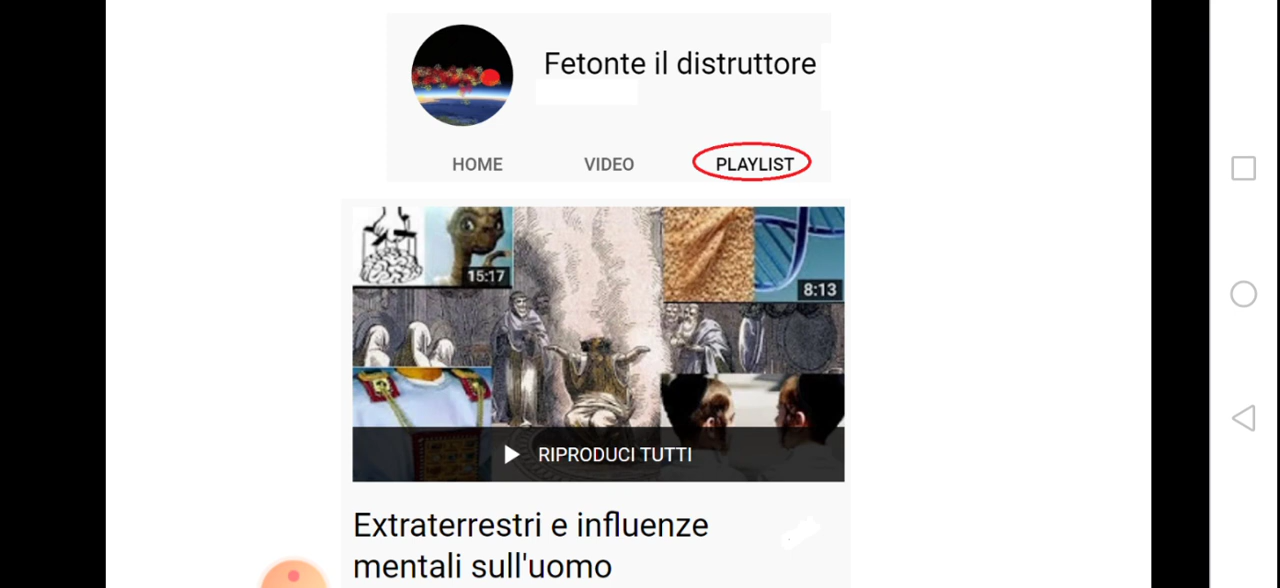 Fetonte il distruttore
HOME VIDEO PLAYLIST
15:17
8:13
RIPRODUCI TUTTI
Extraterrestri e influenze
mentali sull'uomo